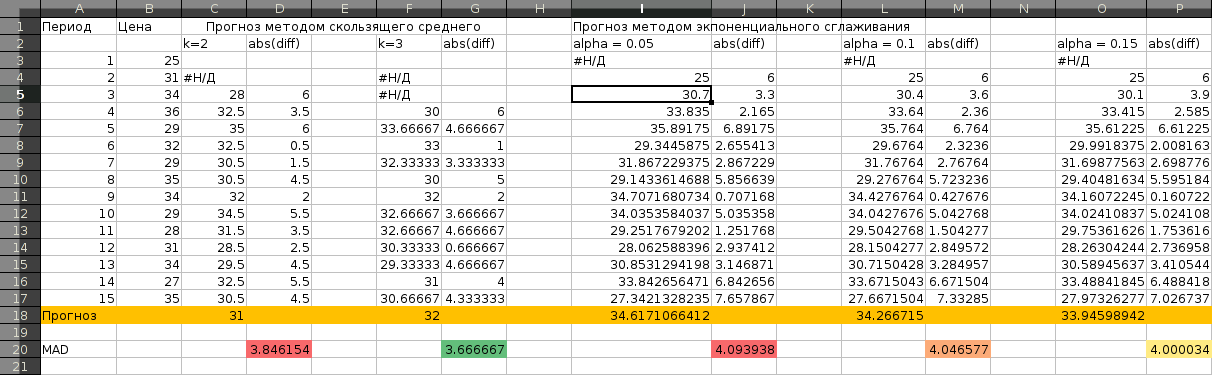 A B C D E F G H I J K L M N O P
1 Период Цена Прогноз методом скользящего среднего Прогноз методом экпоненциального сглаживания
2 k=2 abs(diff) k=3 abs(diff) alpha = 0.05 abs(diff) alpha = 0.1 abs(diff) alpha = 0.15 abs(diff)
3 1 25 #Н/Д #Н/Д #Н/Д
4 2 31 #Н/Д #Н/Д 25 6 25 6 25 6
5 3 34 28 6 #Н/Д 30.7 3.3 30.4 3.6 30.1 3.9
6 4 36 32.5 3.5 30 6 33.835 2.165 33.64 2.36 33.415 2.585
7 5 29 35 6 33.66667 4.666667 35.89175 6.89175 35.764 6.764 35.61225 6.61225
8 6 32 32.5 0.5 33 1 29.3445875 2.655413 29.6764 2.3236 29.9918375 2.008163
9 7 29 30.5 1.5 32.33333 3.333333 31.867229375 2.867229 31.76764 2.76764 31.69877563 2.698776
10 8 35 30.5 4.5 30 5 29.1433614688 5.856639 29.276764 5.723236 29.40481634 5.595184
11 9 34 32 2 32 2 34.7071680734 0.707168 34.4276764 0.427676 34.16072245 0.160722
12 10 29 34.5 5.5 32.66667 3.666667 34.0353584037 5.035358 34.0427676 5.042768 34.02410837 5.024108
13 11 28 31.5 3.5 32.66667 4.666667 29.2517679202 1.251768 29.5042768 1.504277 29.75361626 1.753616
14 12 31 28.5 2.5 30.33333 0.666667 28.062588396 2.937412 28.1504277 2.849572 28.26304244 2.736958
15 13 34 29.5 4.5 29.33333 4.666667 30.8531294198 3.146871 30.7150428 3.284957 30.58945637 3.410544
16 14 27 32.5 5.5 31 4 33.842656471 6.842656 33.6715043 6.671504 33.48841845 6.488418
17 15 35 30.5 4.5 30.66667 4.333333 27.3421328235 7.657867 27.6671504 7.33285 27.97326277 7.026737
18 Прогноз 31 32 34.6171066412 34.266715 33.94598942
19
20 MAD 3.846154 3.666667 4.093938 4.046577 4.000034
21